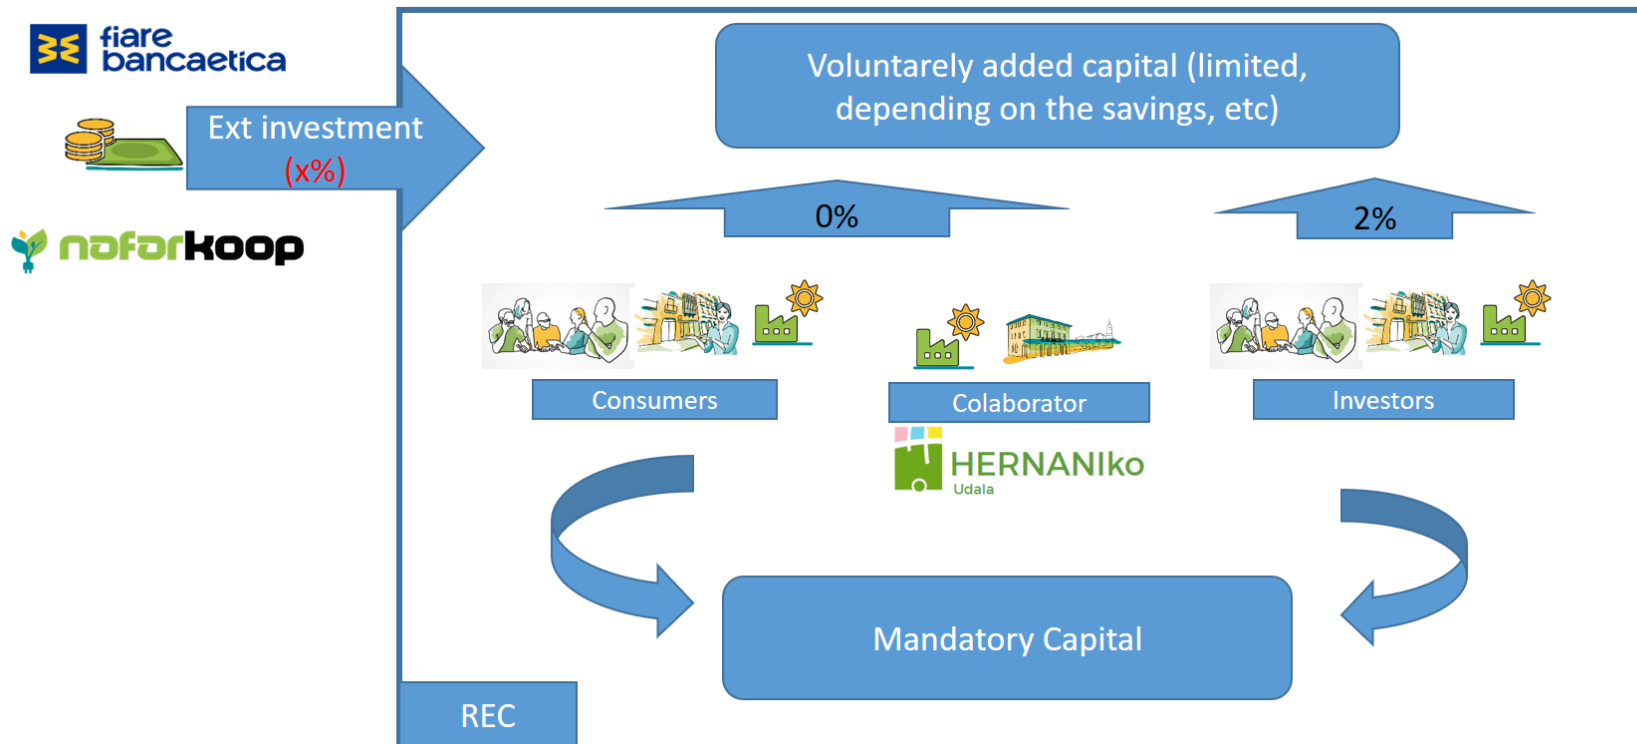 fiare
bancaetica
Ext investment
(x%)
nafarkoop
Voluntarely added capital (limited,
depending on the savings, etc)
0%
2%
Consumers
Colaborator
Investors
HERNANIko
Udala
Mandatory Capital
REC